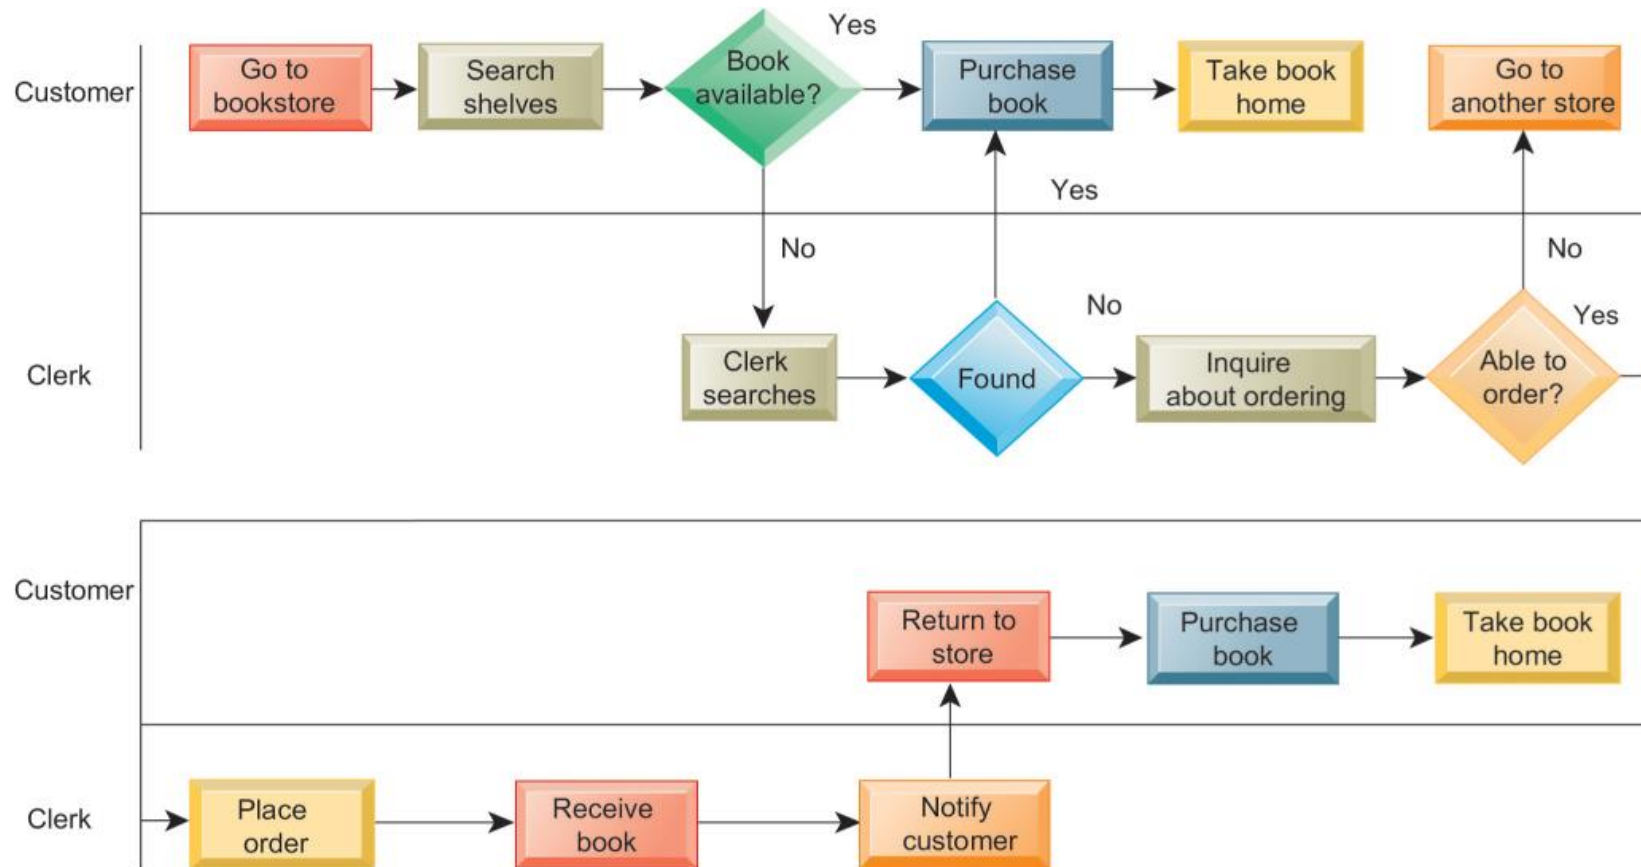 Yes
Customer
Go to
bookstore
Search
shelves
Book
available?
Purchase
book
Take book
home
Go to
another store
Yes
No
No
No
Yes
Clerk
Clerk
searches
Found
Inquire
about ordering
Able to
order?
Customer
Return to
store
Purchase
book
Take book
home
Clerk
Place
order
Receive
book
Notify
customer